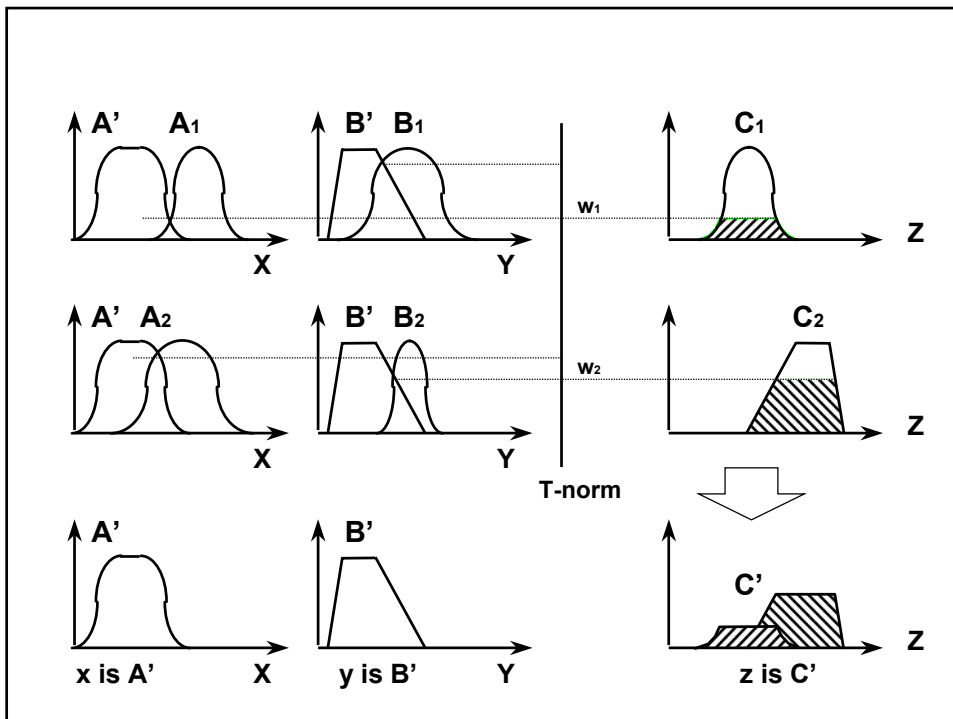 A’ A1 B’ B1 C1
w1
Z
X Y
A’ A2 B’ B2 C2
w2
Z
X Y
T-norm
A’ B’
C’
Z
x is A’ X y is B’ Y z is C’